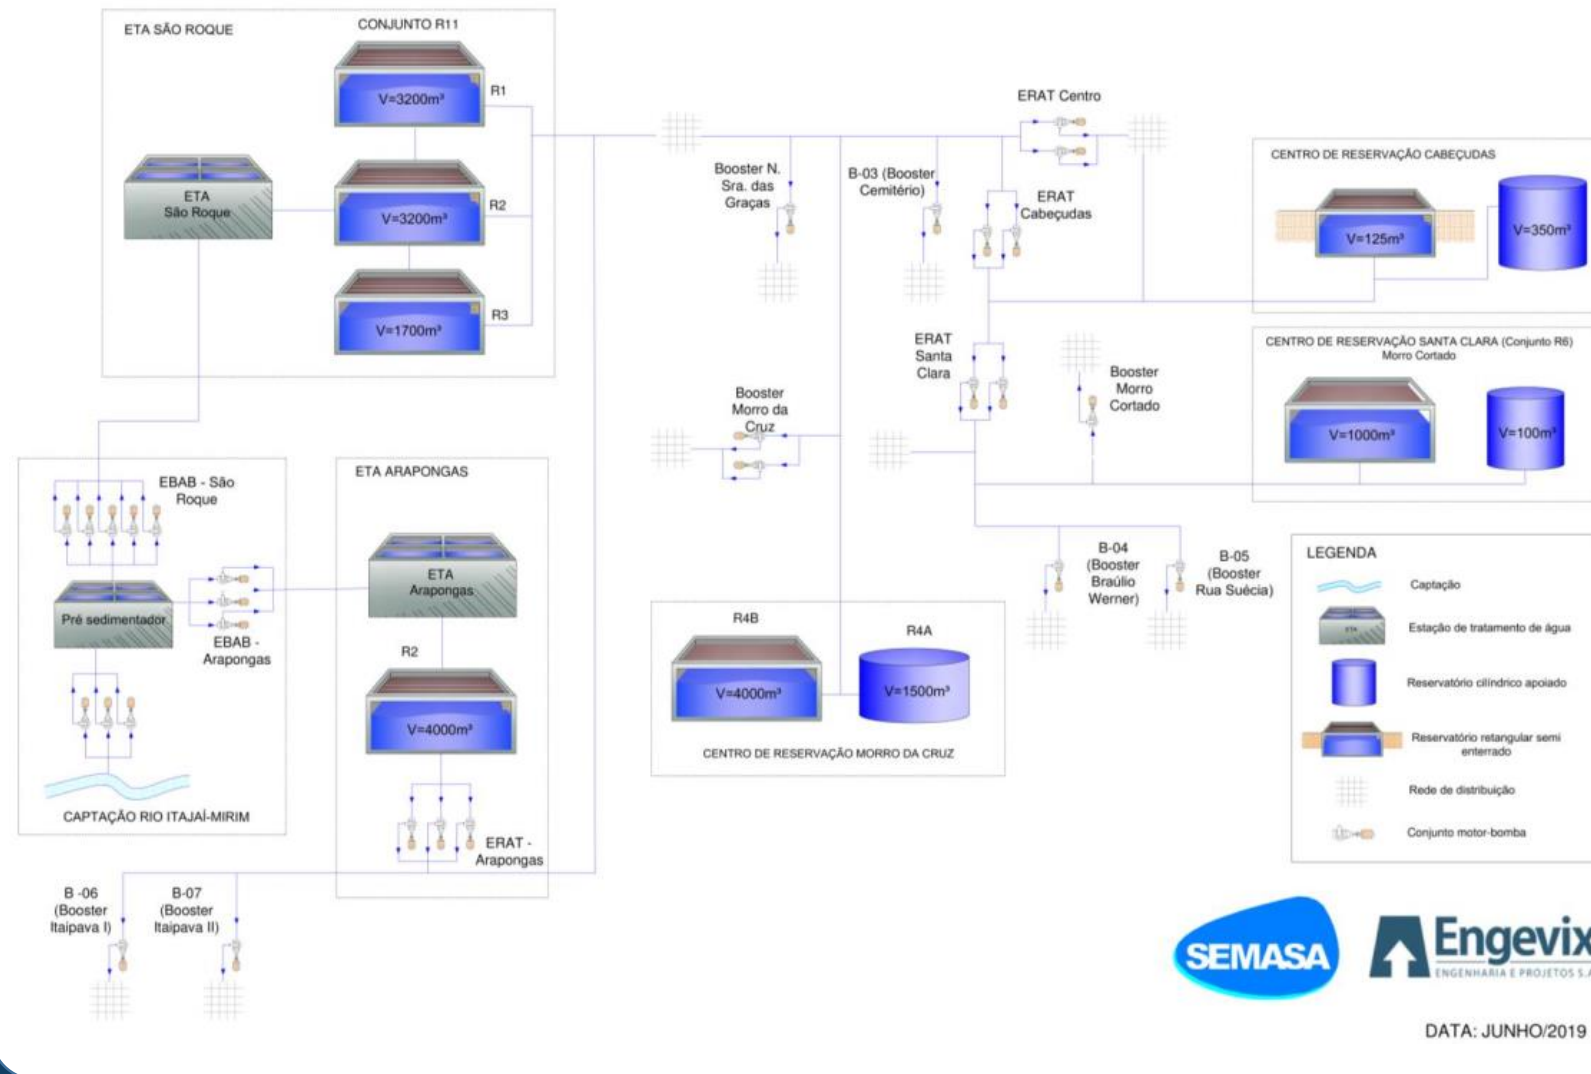 ETA SÃO ROQUE
CONJUNTO R11
V=3200m³
R1
ETA
São Roque
V=3200m³
R2
V=1700m³
R3
ERAT Centro
Booster N.
Sra. das
Graças
B-03 (Booster
Cemitério)
ERAT
Cabeçudas
CENTRO DE RESERVAÇÃO CABEÇUDAS
V=125m³
V=350m³
ERAT
Santa
Clara
Booster
Morro
Cortado
CENTRO DE RESERVAÇÃO SANTA CLARA (Conjunto R6)
Morro Cortado
V=1000m³
V=100m³
Booster
Morro da
Cruz
EBAB - São
Roque
Pré sedimentador
EBAB -
Arapongas
CAPTAÇÃO RIO ITAJAÍ-MIRIM
ETA ARAPONGAS
ETA
Arapongas
R2
V=4000m³
ERAT -
Arapongas
B -06
(Booster
Itaipava I)
B-07
(Booster
Itaipava II)
R4B
R4A
V=4000m³
V=1500m³
CENTRO DE RESERVAÇÃO MORRO DA CRUZ
B-04
(Booster
Braúlio
Werner)
B-05
(Booster
Rua Suécia)
LEGENDA
Captação
ETA
Estação de tratamento de água
Reservatório cilíndrico apoiado
Reservatório retangular semi
enterrado
Rede de distribuição
Conjunto motor-bomba
SEMASA
Engevix
ENGENHARIA E PROJETOS S.A
DATA: JUNHO/2019